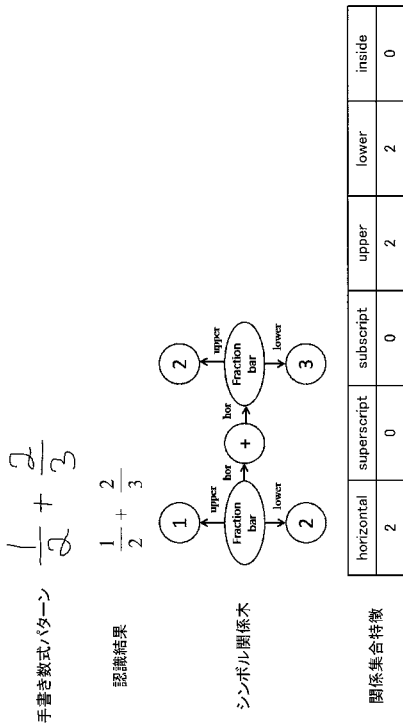 手書き数式パターン
1/2 + 2/3
認識結果
1/2 + 2/3
シンボル関係木
1 2
upper upper
Fraction bar hor + hor Fraction bar
lower lower
2 3
関係集合特徴
horizontal superscript subscript upper lower inside
2 0 0 2 2 0